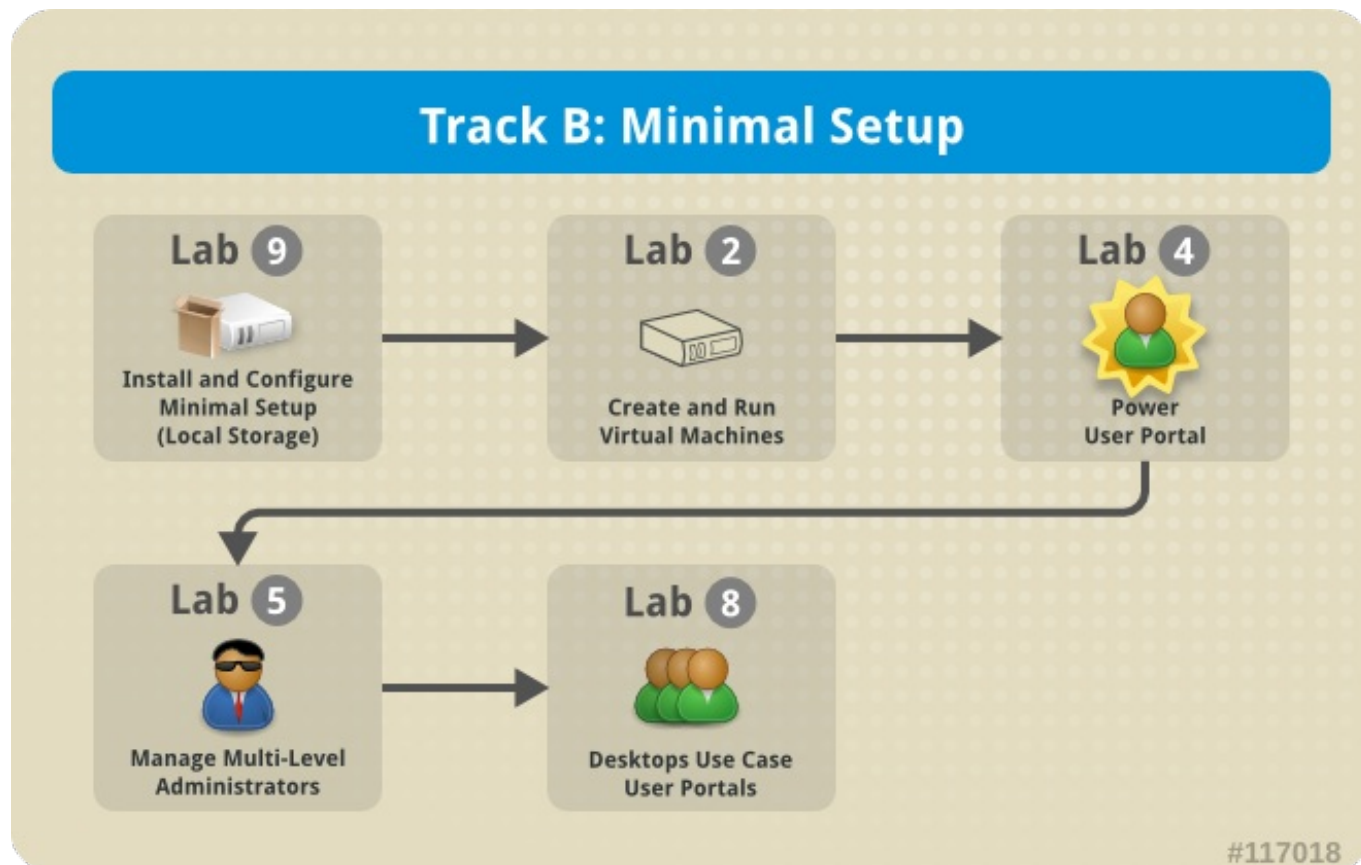 Track B: Minimal Setup
Lab 9
Install and Configure
Minimal Setup
(Local Storage)
Lab 2
Create and Run
Virtual Machines
Lab 4
Power
User Portal
Lab 5
Manage Multi-Level
Administrators
Lab 8
Desktops Use Case
User Portals
#117018